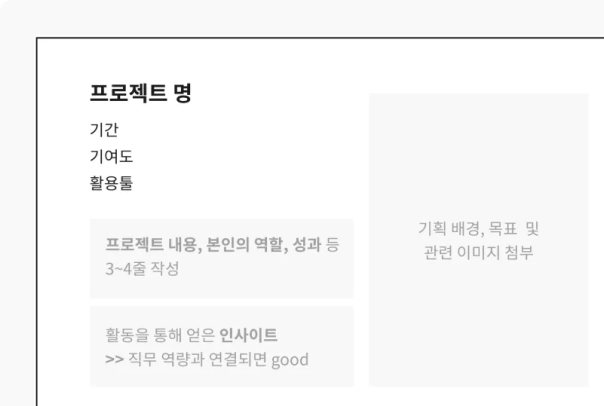 프로젝트 명
기간
기여도
활용툴
프로젝트 내용, 본인의 역할, 성과 등
3~4줄 작성
활동을 통해 얻은 인사이트
>> 직무 역량과 연결되면 good
기획 배경, 목표 및
관련 이미지 첨부